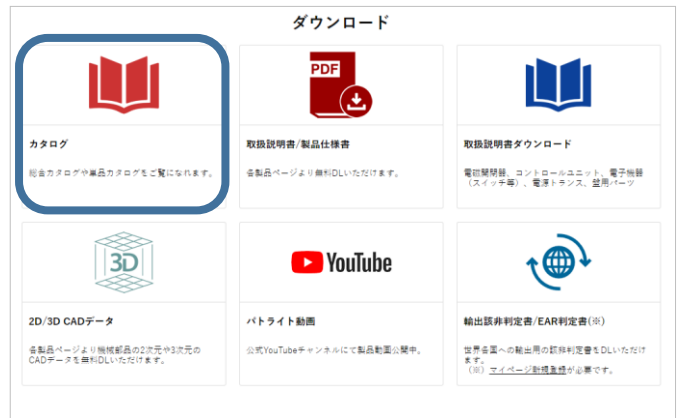 ダウンロード
カタログ
総合カタログや単品カタログをご覧になれます。
PDF
取扱説明書/製品仕様書
各製品ページより無料DLいただけます。
取扱説明書ダウンロード
電磁開閉器、コントロールユニット、電子機器
（スイッチ等）、電源トランス、盤用パーツ
3D
2D/3D CADデータ
各製品ページより機械部品の2次元や3次元の
CADデータを無料DLいただけます。
YouTube
パトライト動画
公式YouTubeチャンネルにて製品動画公開中。
輸出該非判定書/EAR判定書(※)
世界各国への輸出用の該非判定書をDLいただけ
ます。
（※）マイページ新規登録が必要です。